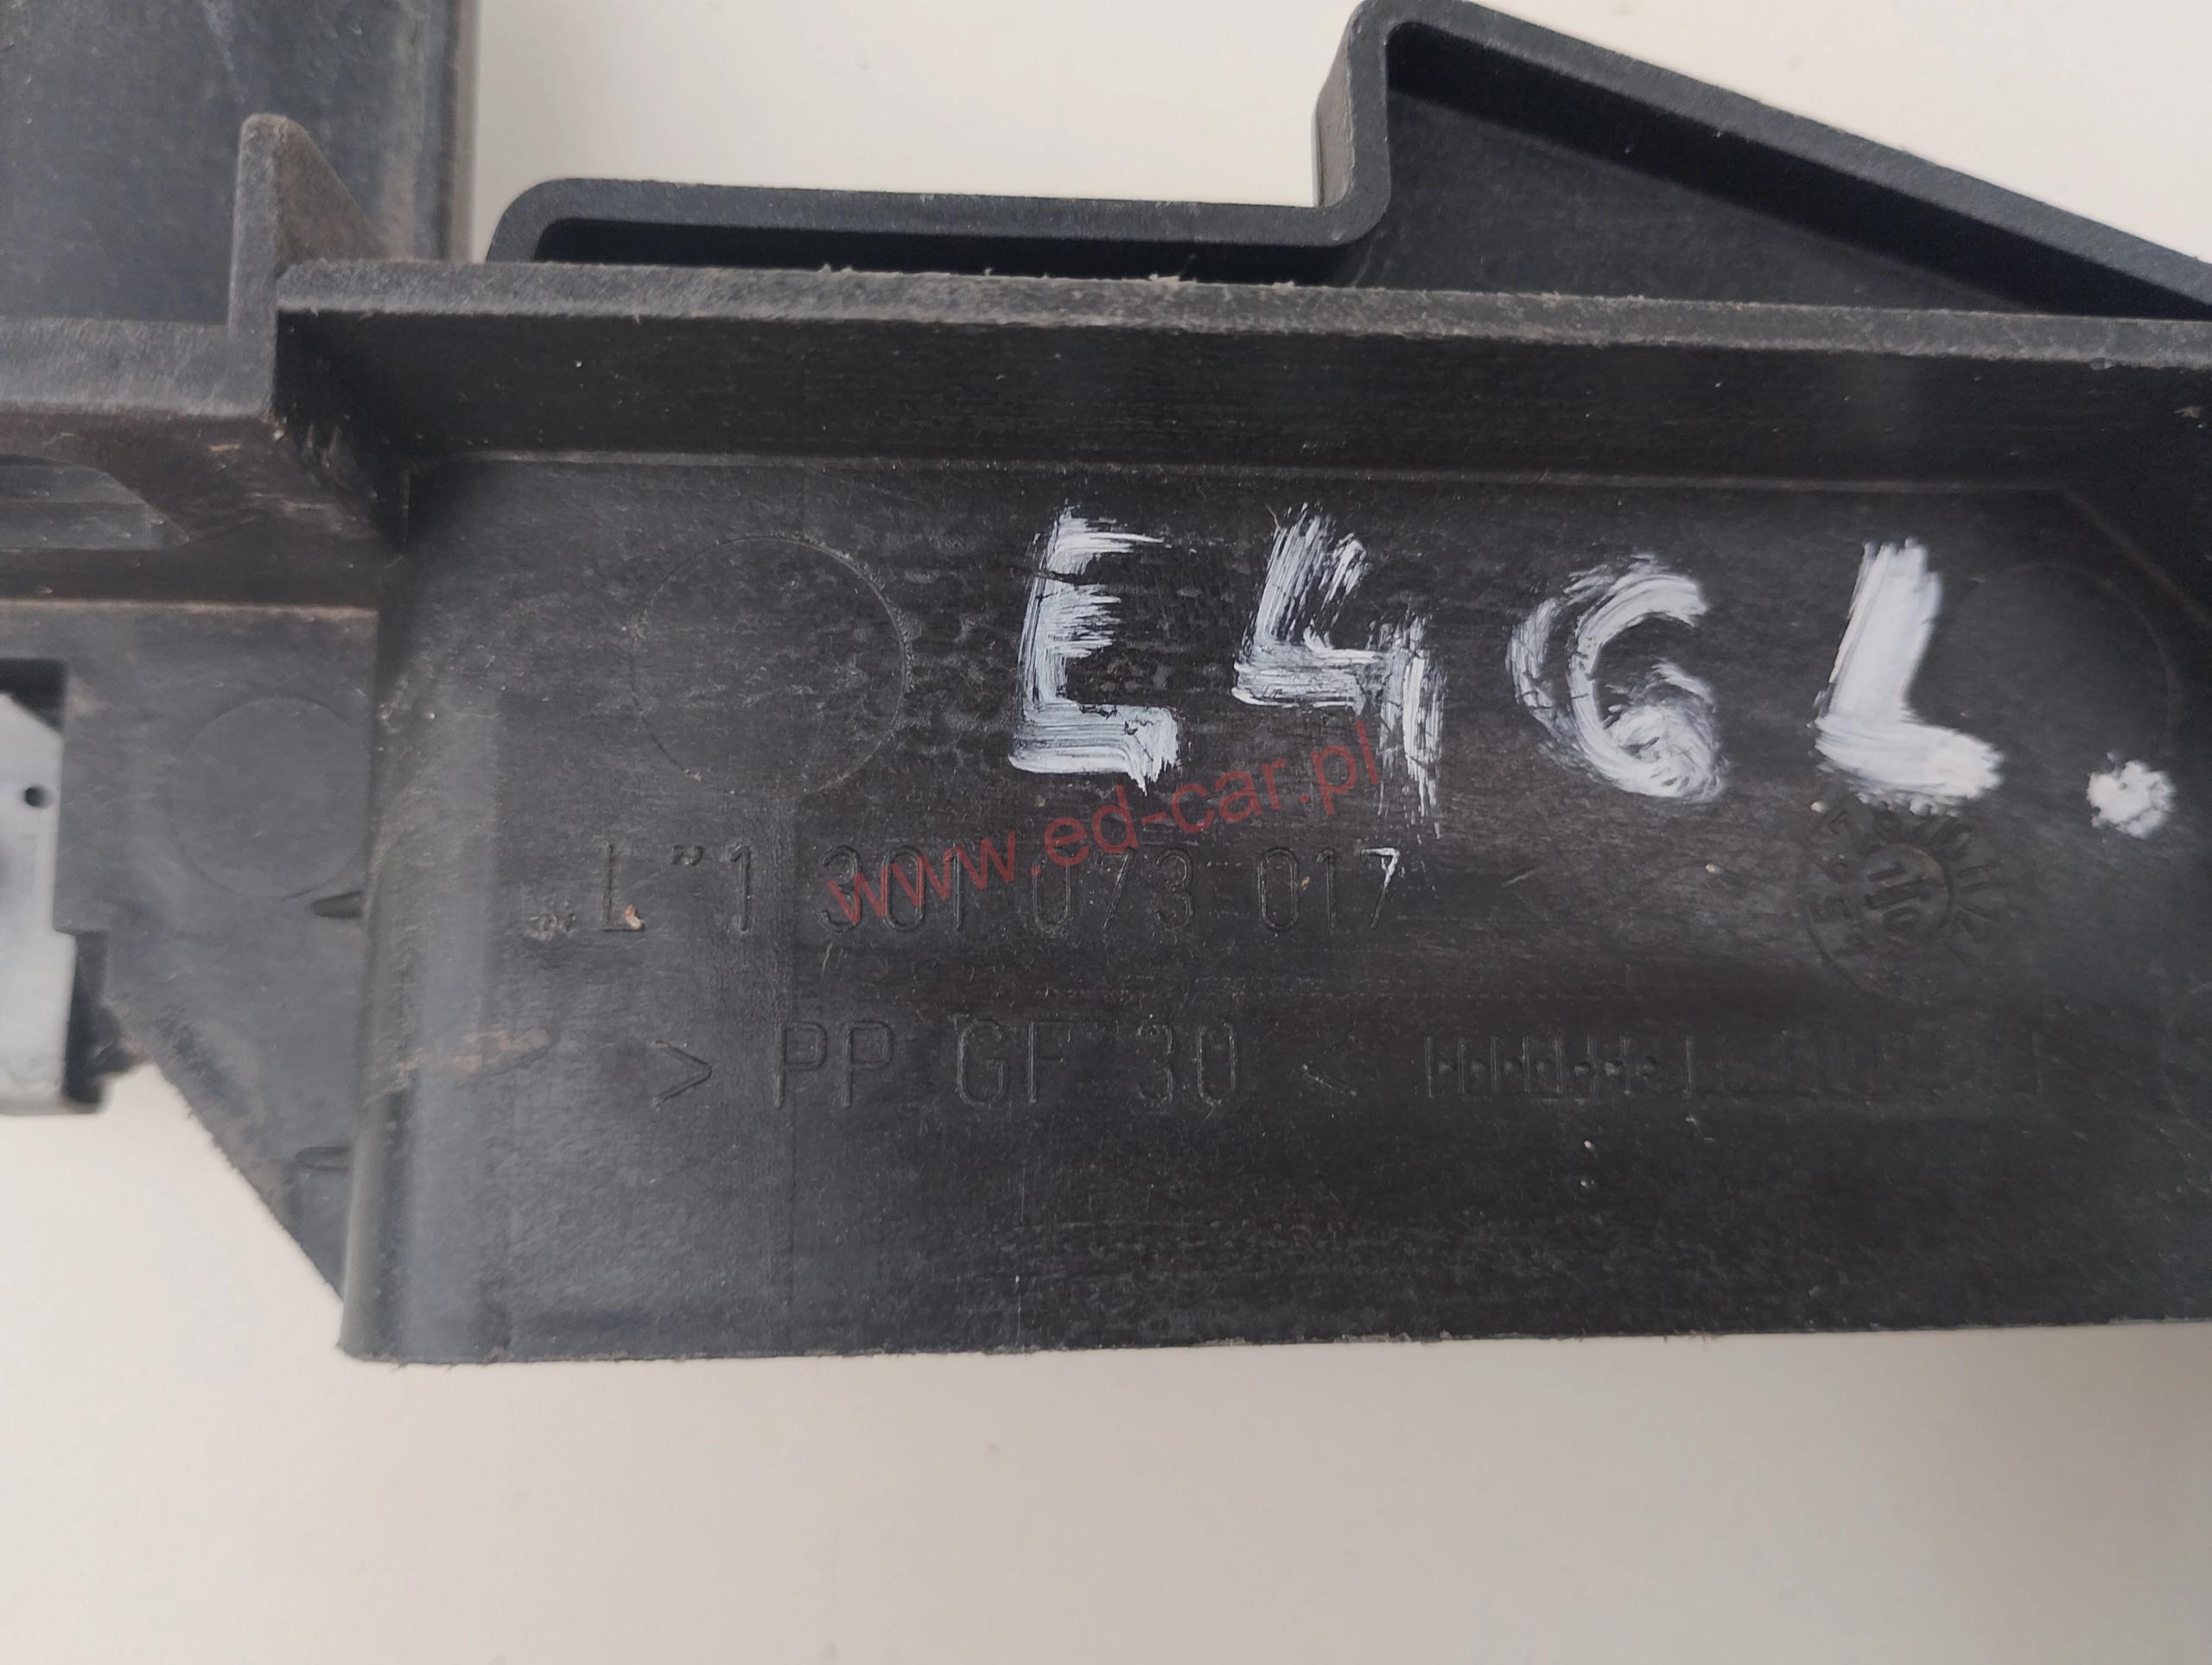 E46L.
www.ed-car.pl
L"1 301 073 017
> PP GF 30 <